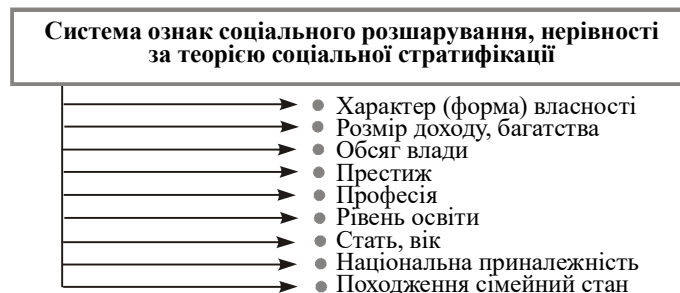 Система ознак соціального розшарування, нерівності
за теорією соціальної стратифікації
Характер (форма) власності
Розмір доходу, багатства
Обсяг влади
Престиж
Професія
Рівень освіти
Стать, вік
Національна приналежність
Походження сімейний стан